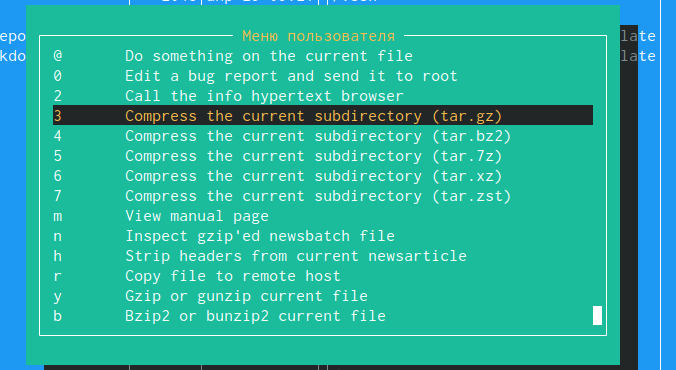 Меню пользователя
epo late
kdo late
@ Do something on the current file
0 Edit a bug report and send it to root
2 Call the info hypertext browser
3 Compress the current subdirectory (tar.gz)
4 Compress the current subdirectory (tar.bz2)
5 Compress the current subdirectory (tar.7z)
6 Compress the current subdirectory (tar.xz)
7 Compress the current subdirectory (tar.zst)
m View manual page
n Inspect gzip'ed newsbatch file
h Strip headers from current newsarticle
r Copy file to remote host
y Gzip or gunzip current file
b Bzip2 or bunzip2 current file